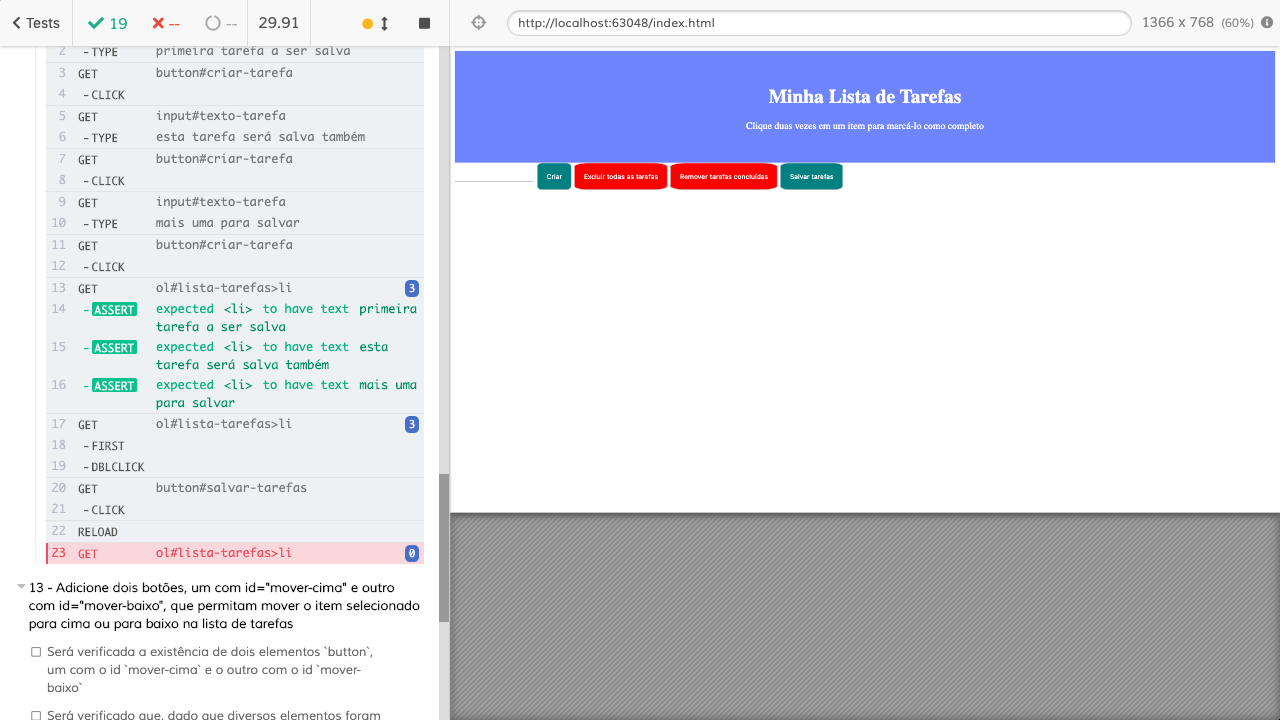 Tests
19
--
--
29.91
http://localhost:63048/index.html
1366 x 768 (60%)
2 -TYPE primeira tarefa a ser salva
3 GET button#criar-tarefa
4 -CLICK
5 GET input#texto-tarefa
6 -TYPE esta tarefa será salva também
7 GET button#criar-tarefa
8 -CLICK
9 GET input#texto-tarefa
10 -TYPE mais uma para salvar
11 GET button#criar-tarefa
12 -CLICK
13 GET ol#lista-tarefas>li 3
14 -ASSERT expected <li> to have text primeira
tarefa a ser salva
15 -ASSERT expected <li> to have text esta
tarefa será salva também
16 -ASSERT expected <li> to have text mais uma
para salvar
17 GET ol#lista-tarefas>li 3
18 -FIRST
19 -DBLCLICK
20 GET button#salvar-tarefas
21 -CLICK
22 RELOAD
23 GET ol#lista-tarefas>li 0
13 - Adicione dois botões, um com id="mover-cima" e outro
com id="mover-baixo", que permitam mover o item selecionado
para cima ou para baixo na lista de tarefas
Será verificada a existência de dois elementos `button`,
um com o id `mover-cima` e o outro com o id `mover-
baixo`
Será verificado que, dado que diversos elementos foram
Minha Lista de Tarefas
Clique duas vezes em um item para marcá-lo como completo
Criar
Excluir todas as tarefas
Remover tarefas concluídas
Salvar tarefas